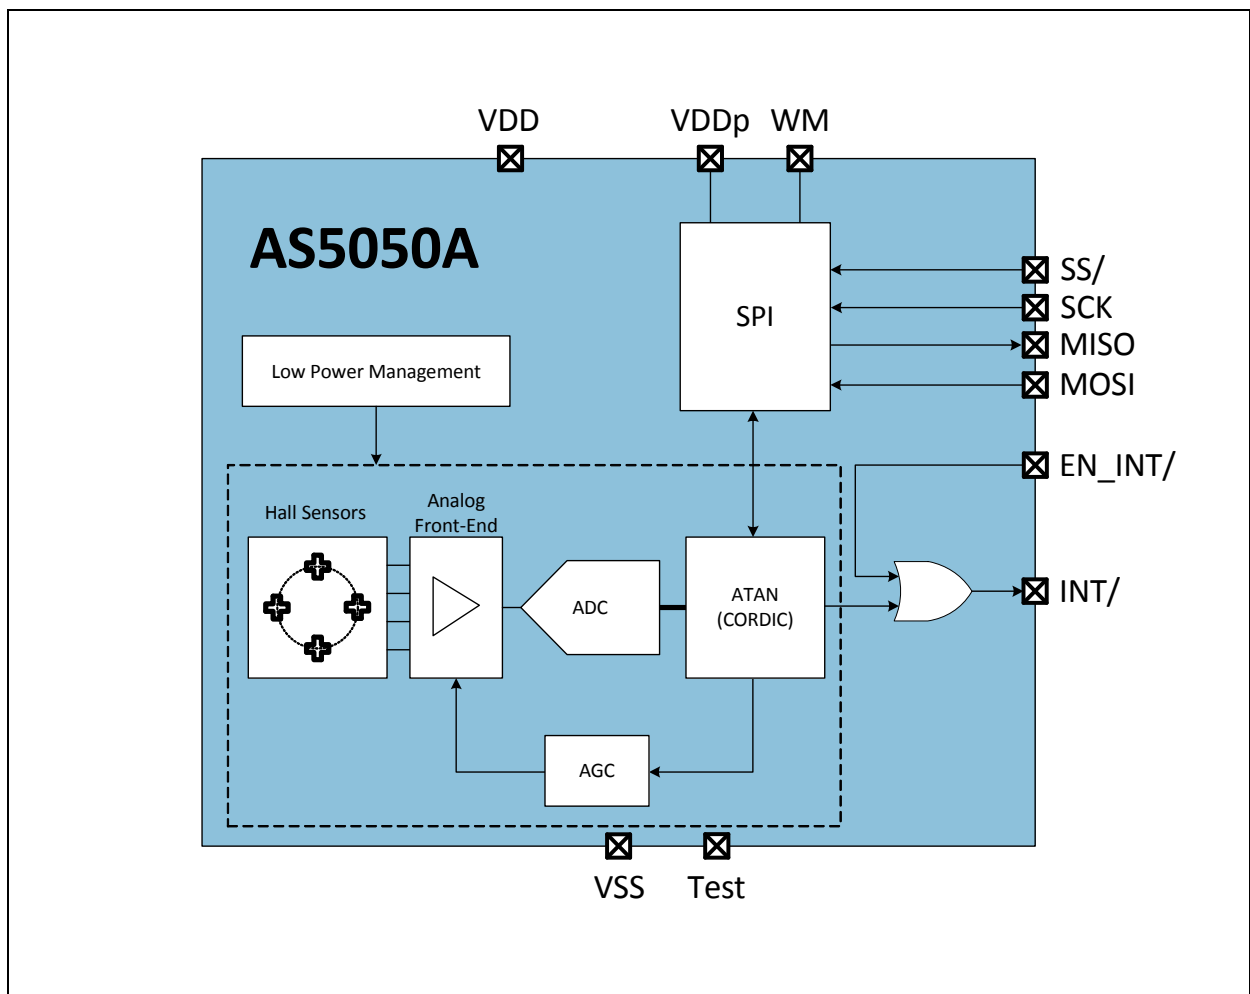 VDD
VDDp
WM
AS5050A
SPI
SS/
SCK
MISO
MOSI
Low Power Management
EN_INT/
Hall Sensors
Analog
Front-End
ADC
ATAN
(CORDIC)
INT/
AGC
VSS
Test